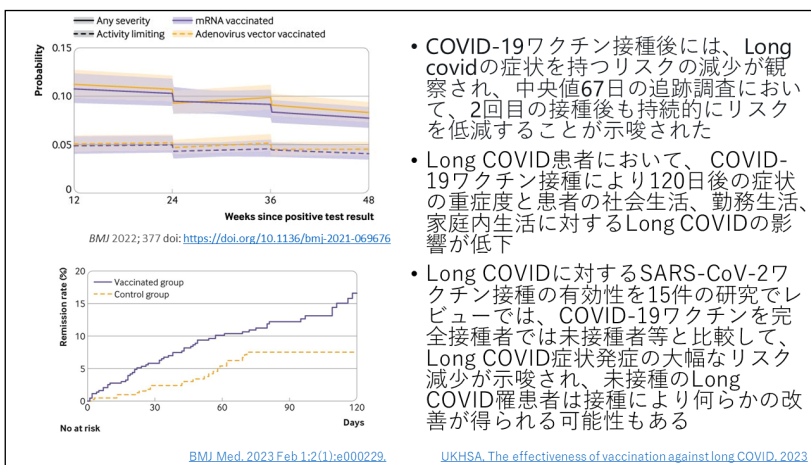 Any severity
Activity limiting
mRNA vaccinated
Adenovirus vector vaccinated
Probability
0.15
0.10
0.05
0
12
24
36
48
Weeks since positive test result
BMJ 2022; 377 doi: https://doi.org/10.1136/bmj-2021-069676
Remission rate (%)
20
15
10
5
0
Vaccinated group
Control group
0
30
60
90
120
Days
No at risk
BMJ Med. 2023 Feb 1;2(1):e000229.
• COVID-19ワクチン接種後には、Long
covidの症状を持つリスクの減少が観
察され、中央値67日の追跡調査におい
て、2回目の接種後も持続的にリスク
を低減することが示唆された
• Long COVID患者において、 COVID-
19ワクチン接種により120日後の症状
の重症度と患者の社会生活、勤務生活、
家庭内生活に対するLong COVIDの影
響が低下
• Long COVIDに対するSARS-CoV-2ワ
クチン接種の有効性を15件の研究でレ
ビューでは、COVID-19ワクチンを完
全接種者では未接種者等と比較して、
Long COVID症状発症の大幅なリスク
減少が示唆され、未接種のLong
COVID罹患者は接種により何らかの改
善が得られる可能性もある
UKHSA, The effectiveness of vaccination against long COVID, 2023